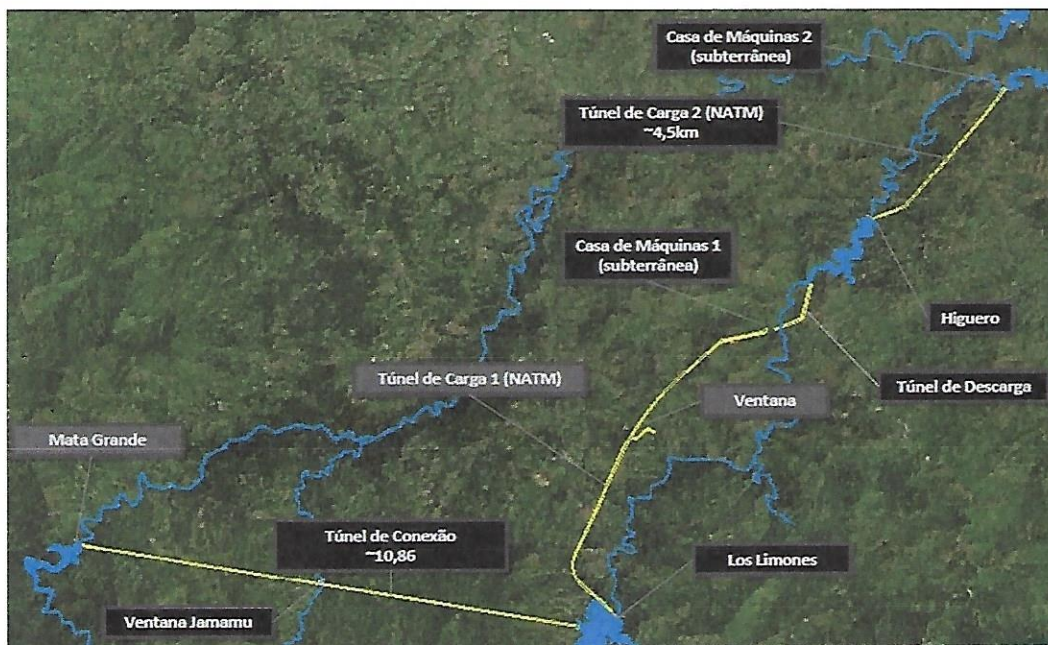 Casa de Máquinas 2
(subterrânea)
Túnel de Carga 2 (NATM)
~4,5km
Casa de Máquinas 1
(subterrânea)
Higuero
Túnel de Carga 1 (NATM)
Túnel de Descarga
Ventana
Mata Grande
Túnel de Conexão
~10,86
Los Limones
Ventana Jamamu